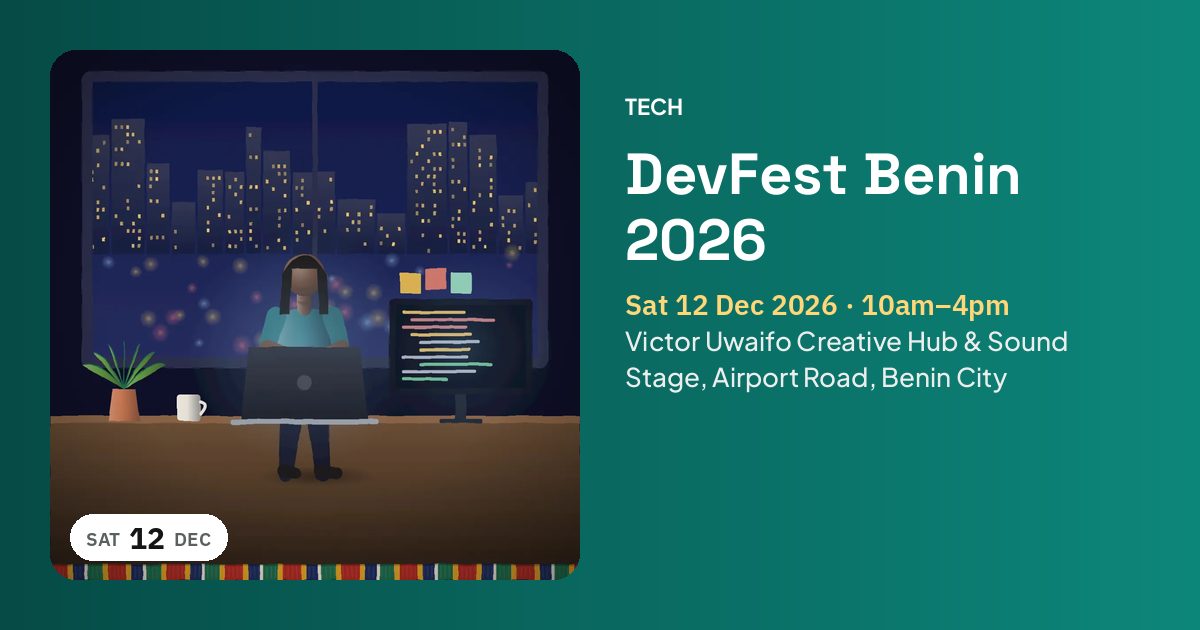 TECH
DevFest Benin
2026
Sat 12 Dec 2026 · 10am–4pm
Victor Uwaifo Creative Hub & Sound
Stage, Airport Road, Benin City
SAT 12 DEC